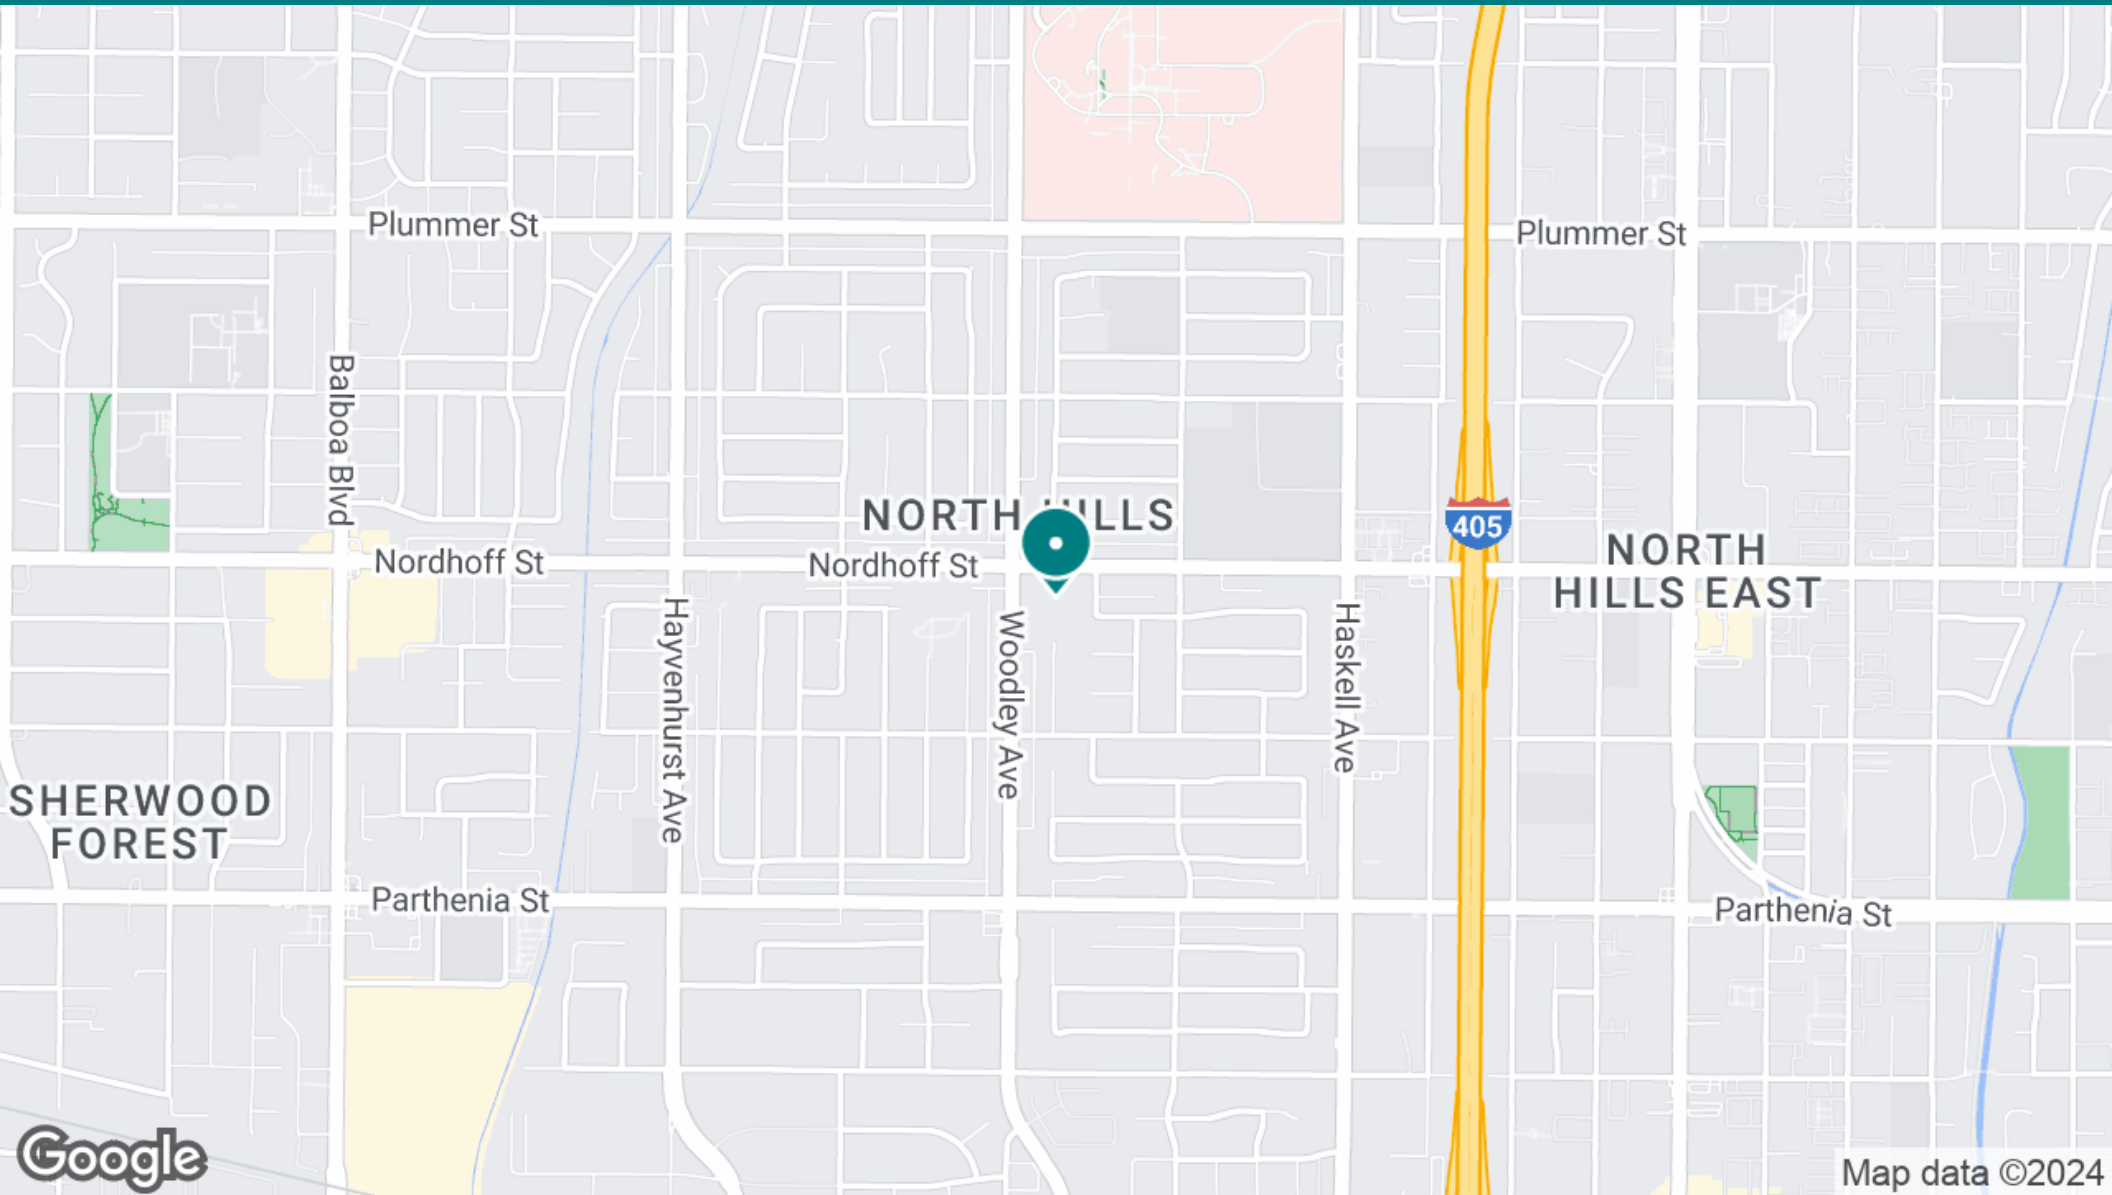 Plummer St
Plummer St
Balboa Blvd
NORTH HILLS
405
Nordhoff St
Nordhoff St
NORTH
HILLS EAST
Hayvenhurst Ave
Woodley Ave
Haskell Ave
SHERWOOD
FOREST
Parthenia St
Parthenia St
Google
Map data ©2024